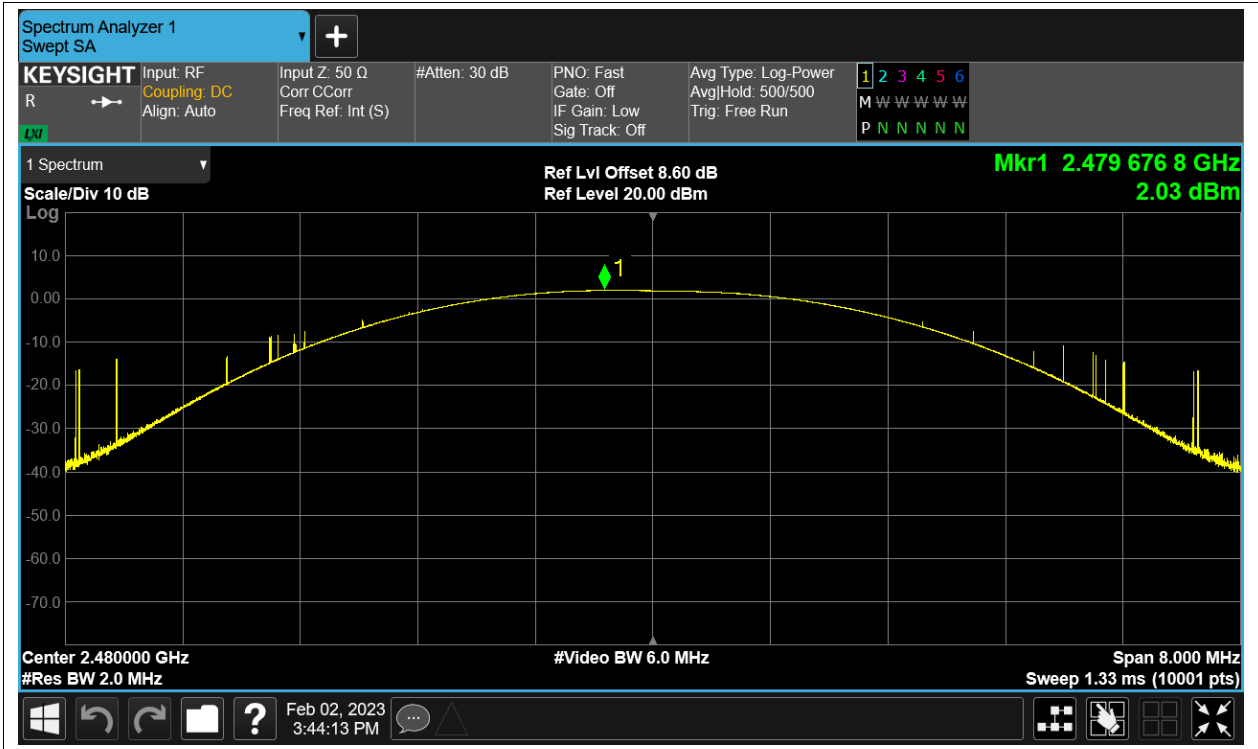 Spectrum Analyzer 1
Swept SA
KEYSIGHT
R
LXI
Input: RF
Coupling: DC
Align: Auto
Input Z: 50 Ω
Corr CCorr
Freq Ref: Int (S)
#Atten: 30 dB
PNO: Fast
Gate: Off
IF Gain: Low
Sig Track: Off
Avg Type: Log-Power
Avg|Hold: 500/500
Trig: Free Run
1 2 3 4 5 6
M W W W W W
P N N N N N
1 Spectrum
Scale/Div 10 dB
Log
Ref Lvl Offset 8.60 dB
Ref Level 20.00 dBm
Mkr1 2.479 676 8 GHz
2.03 dBm
10.0
0.00
-10.0
-20.0
-30.0
-40.0
-50.0
-60.0
-70.0
1
Center 2.480000 GHz
#Res BW 2.0 MHz
#Video BW 6.0 MHz
Span 8.000 MHz
Sweep 1.33 ms (10001 pts)
?
Feb 02, 2023
3:44:13 PM